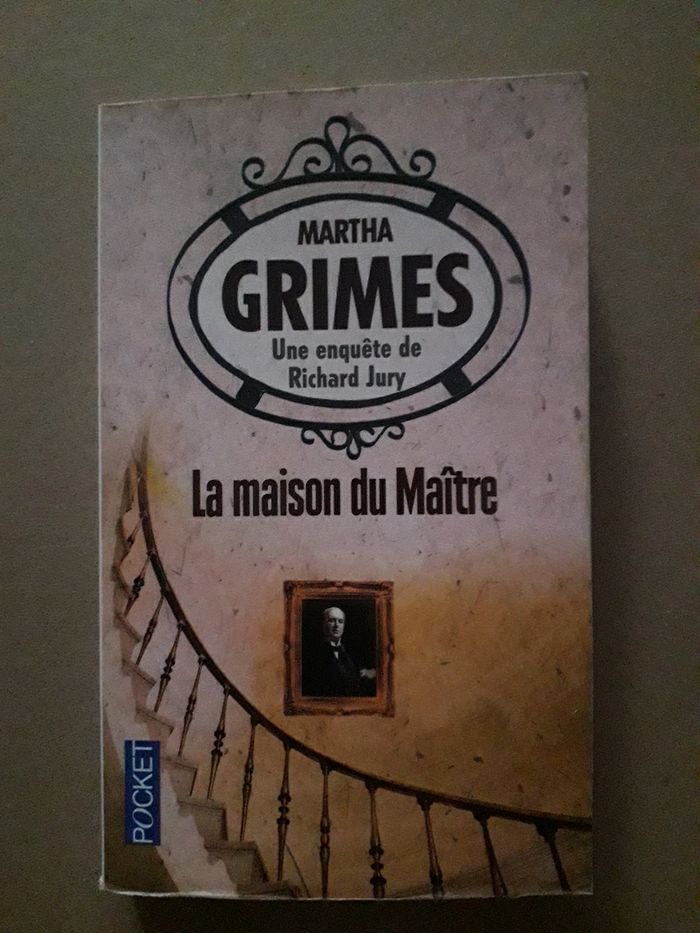 MARTHA
GRIMES
Une enquête de
Richard Jury
La maison du Maître
POCKET